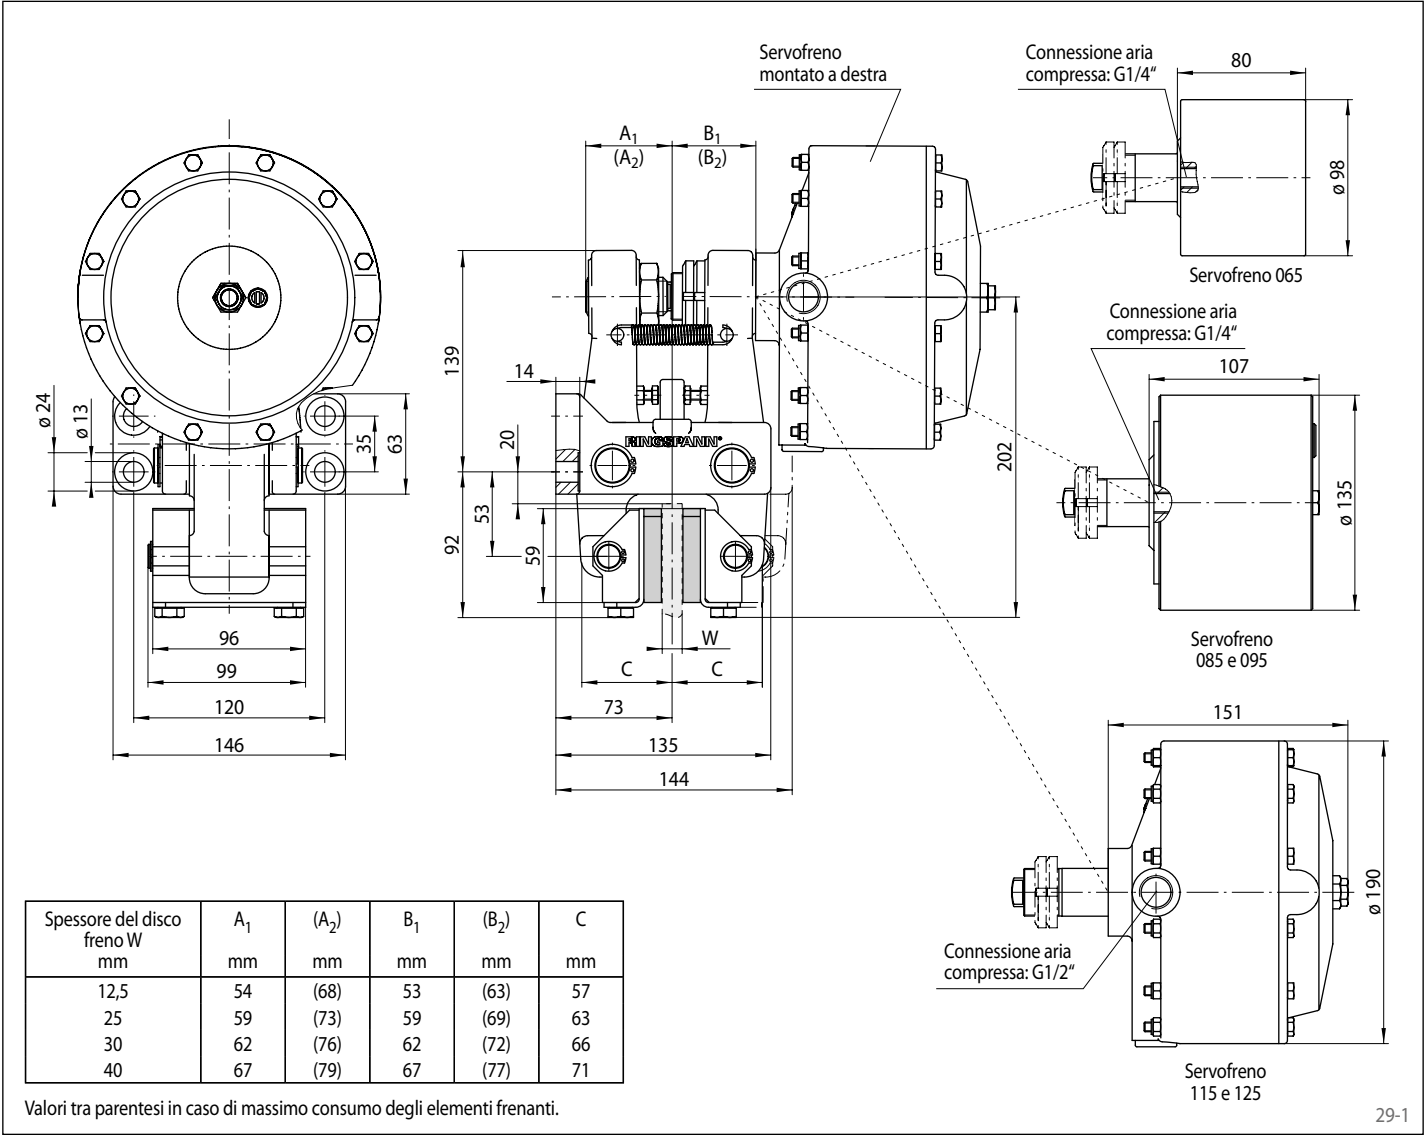 Servofreno
montato a destra
Connessione aria
compressa: G1/4“
80
ø 98
Servofreno 065
A1
(A2)
B1
(B2)
Connessione aria
compressa: G1/4“
107
ø 135
Servofreno
085 e 095
139
14
20
RINGSPANN®
202
92
53
59
W
C
C
73
135
144
ø 24
ø 13
35
63
96
99
120
146
151
ø 190
Connessione aria
compressa: G1/2“
Servofreno
115 e 125
Spessore del disco
freno W
mm
A1
mm
(A2)
mm
B1
mm
(B2)
mm
C
mm
12,5 54 (68) 53 (63) 57
25 59 (73) 59 (69) 63
30 62 (76) 62 (72) 66
40 67 (79) 67 (77) 71
Valori tra parentesi in caso di massimo consumo degli elementi frenanti.
29-1